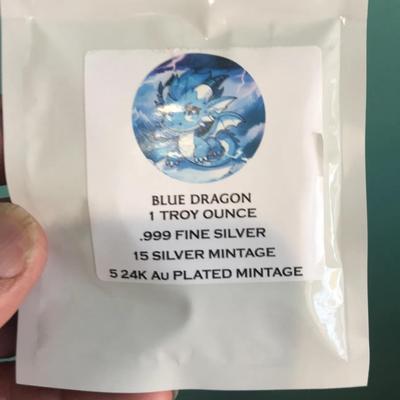 BLUE DRAGON
1 TROY OUNCE
.999 FINE SILVER
15 SILVER MINTAGE
5 24K Au PLATED MINTAGE